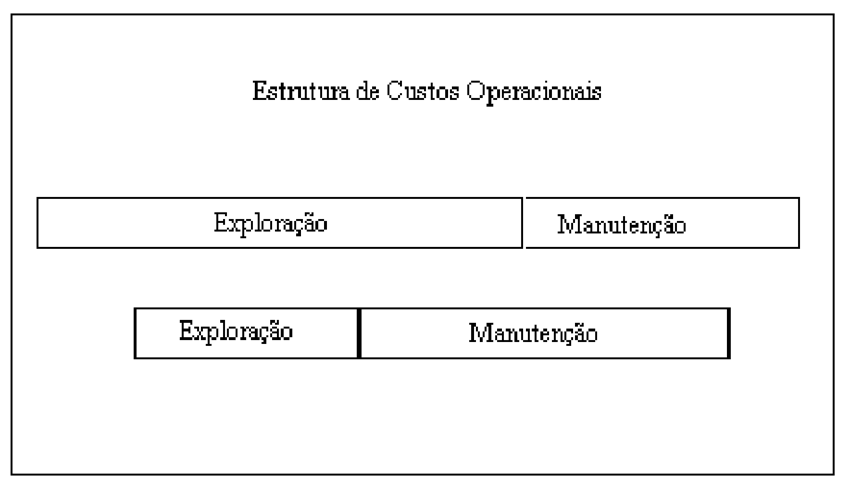 Estrutura de Custos Operacionais
Exploração Manutenção
Exploração Manutenção